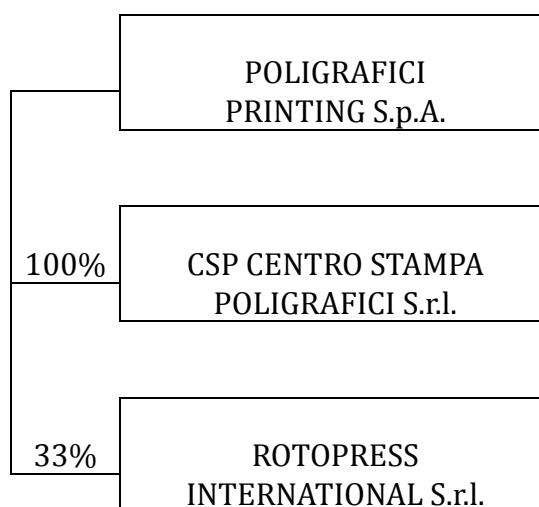 POLIGRAFICI
PRINTING S.p.A.
100%
CSP CENTRO STAMPA
POLIGRAFICI S.r.l.
33%
ROTOPRESS
INTERNATIONAL S.r.l.